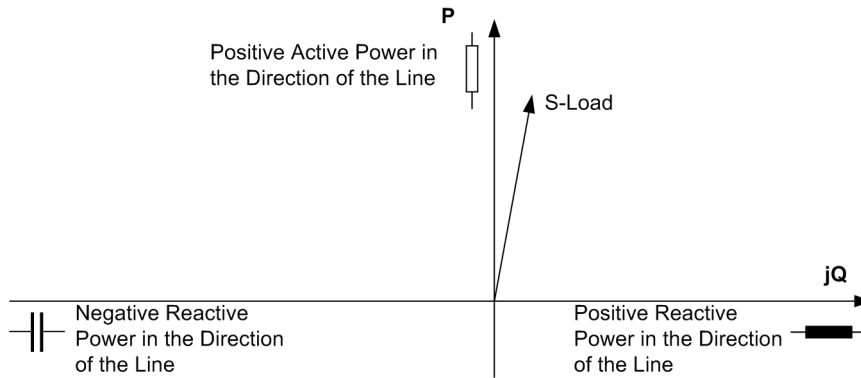 P
Positive Active Power in
the Direction of the Line
S-Load
jQ
Negative Reactive
Power in the Direction
of the Line
Positive Reactive
Power in the Direction
of the Line